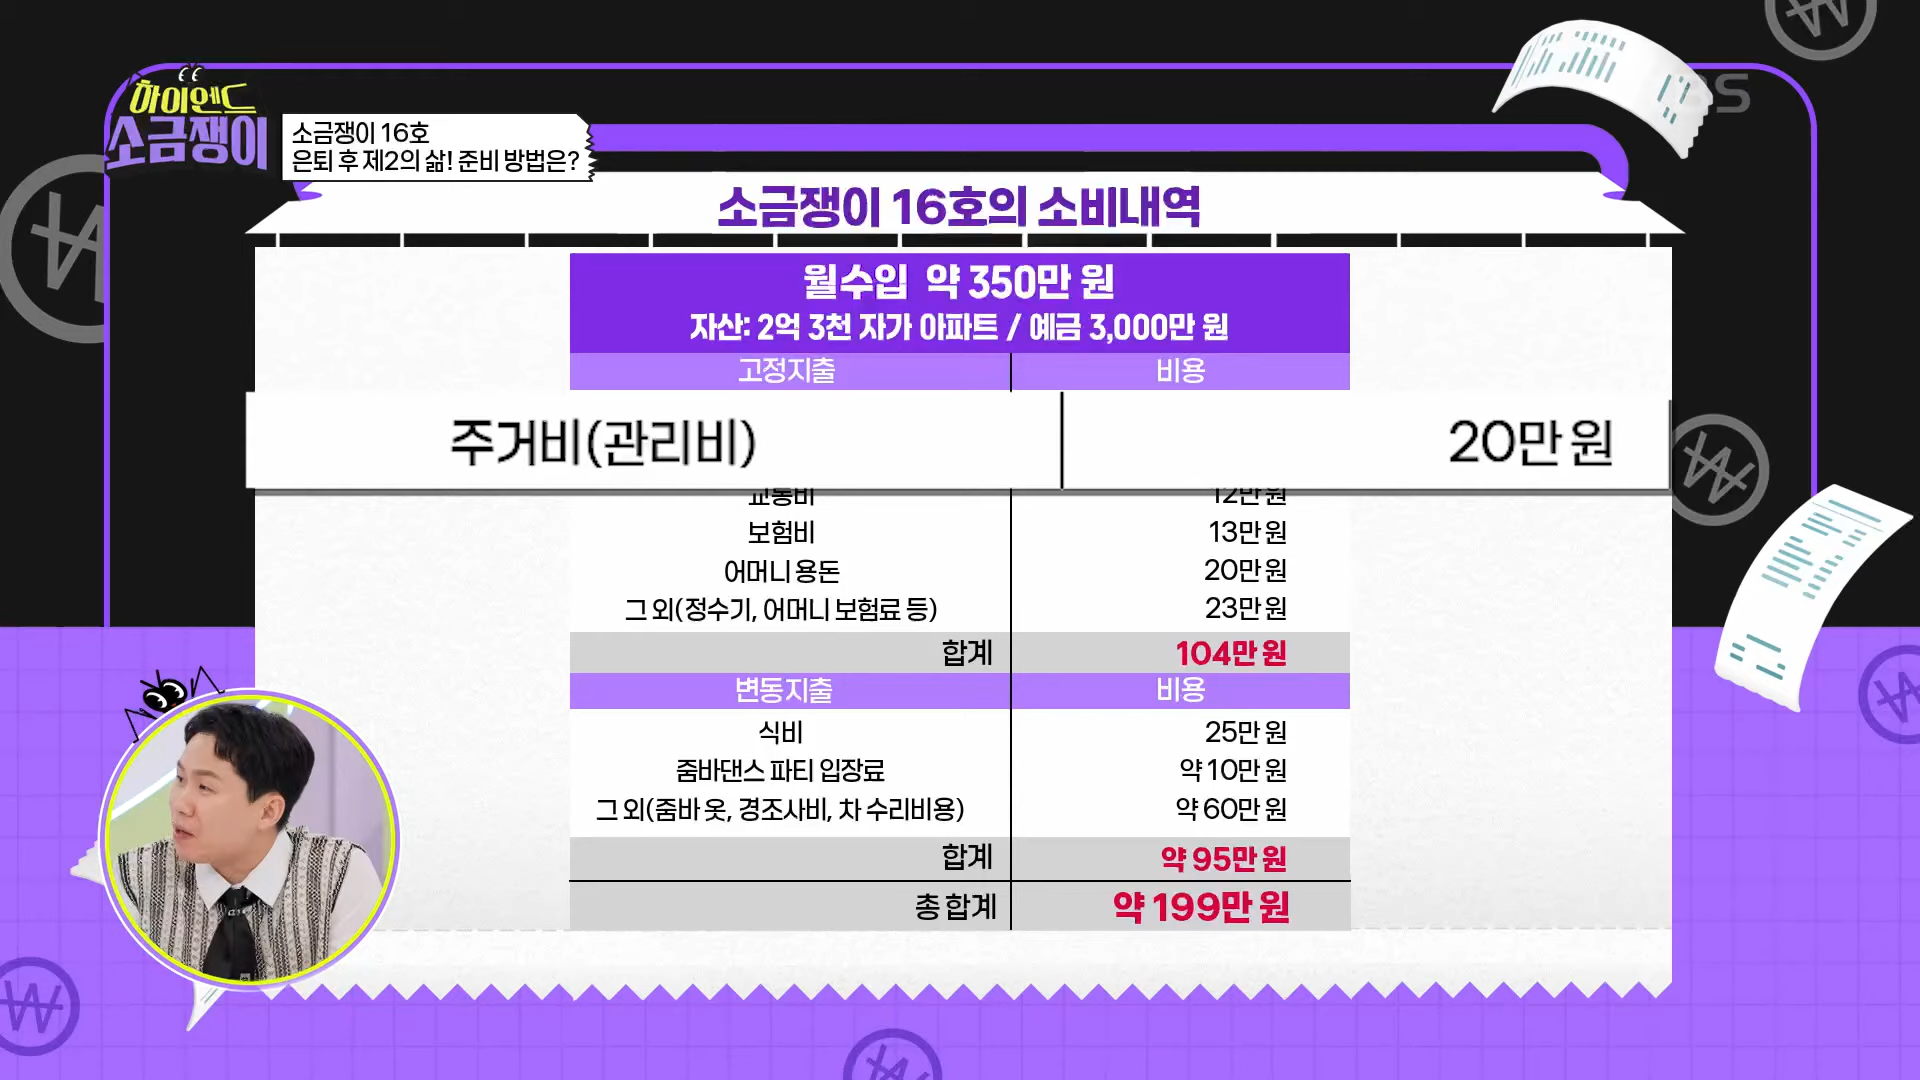 하이엔드
소금쟁이
소금쟁이 16호
은퇴 후 제2의 삶! 준비 방법은?
소금쟁이 16호의 소비내역
월수입 약 350만 원
자산: 2억 3천 자가 아파트 / 예금 3,000만 원
고정지출 비용
주거비(관리비) 20만 원
교통비 12만 원
보험비 13만 원
어머니 용돈 20만 원
그 외(정수기, 어머니 보험료 등) 23만 원
합계 104만 원
변동지출 비용
식비 25만 원
줌바댄스 파티 입장료 약 10만 원
그 외(줌바 옷, 경조사비, 차 수리비용) 약 60만 원
합계 약 95만 원
총 합계 약 199만 원